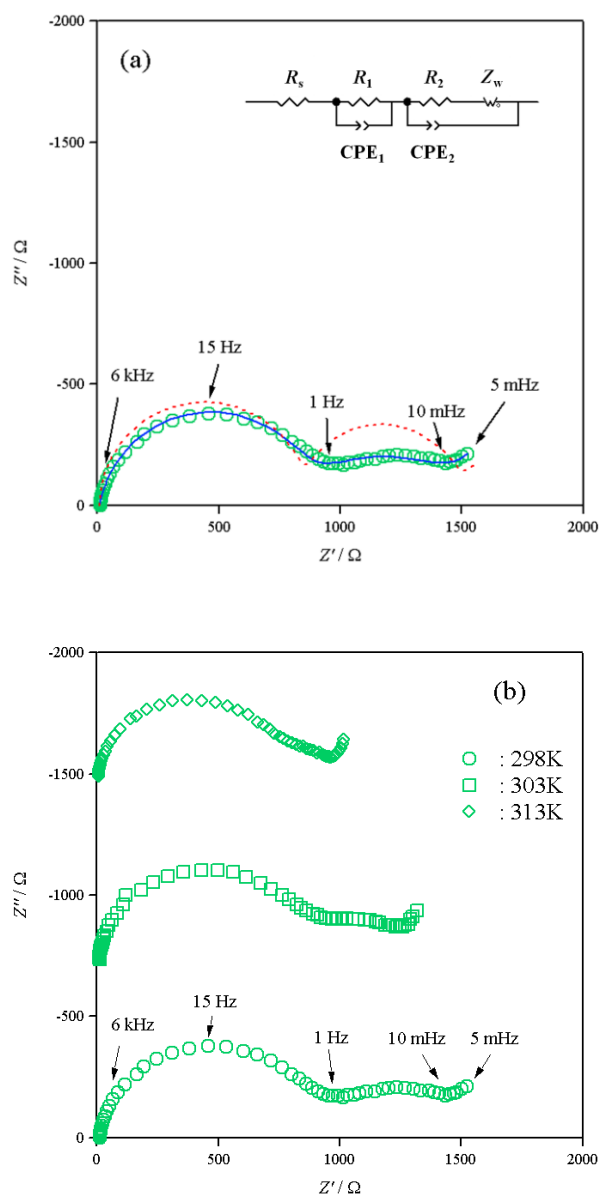 -2000
(a)
Rs R1 R2 Zw
CPE1 CPE2
-1500
Z″ / Ω
-1000
15 Hz
-500
6 kHz
1 Hz
10 mHz
5 mHz
0
0 500 1000 1500 2000
Z′ / Ω
-2000
(b)
: 298K
-1500
: 303K
: 313K
Z″ / Ω
-1000
-500
15 Hz
6 kHz
1 Hz
10 mHz
5 mHz
0
0 500 1000 1500 2000
Z′ / Ω